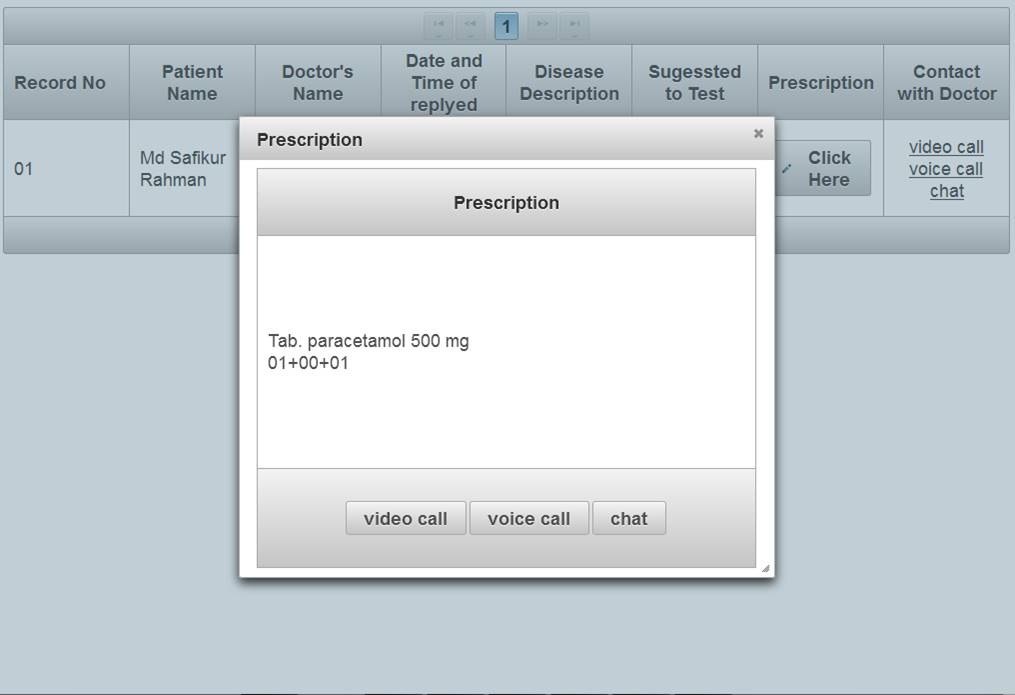 1
Record No
Patient
Name
Doctor's
Name
Date and
Time of
replyed
Disease
Description
Sugessted
to Test
Prescription
Contact
with Doctor
01
Md Safikur
Rahman
Click
Here
video call
voice call
chat
Prescription
Prescription
Tab. paracetamol 500 mg
01+00+01
video call voice call chat